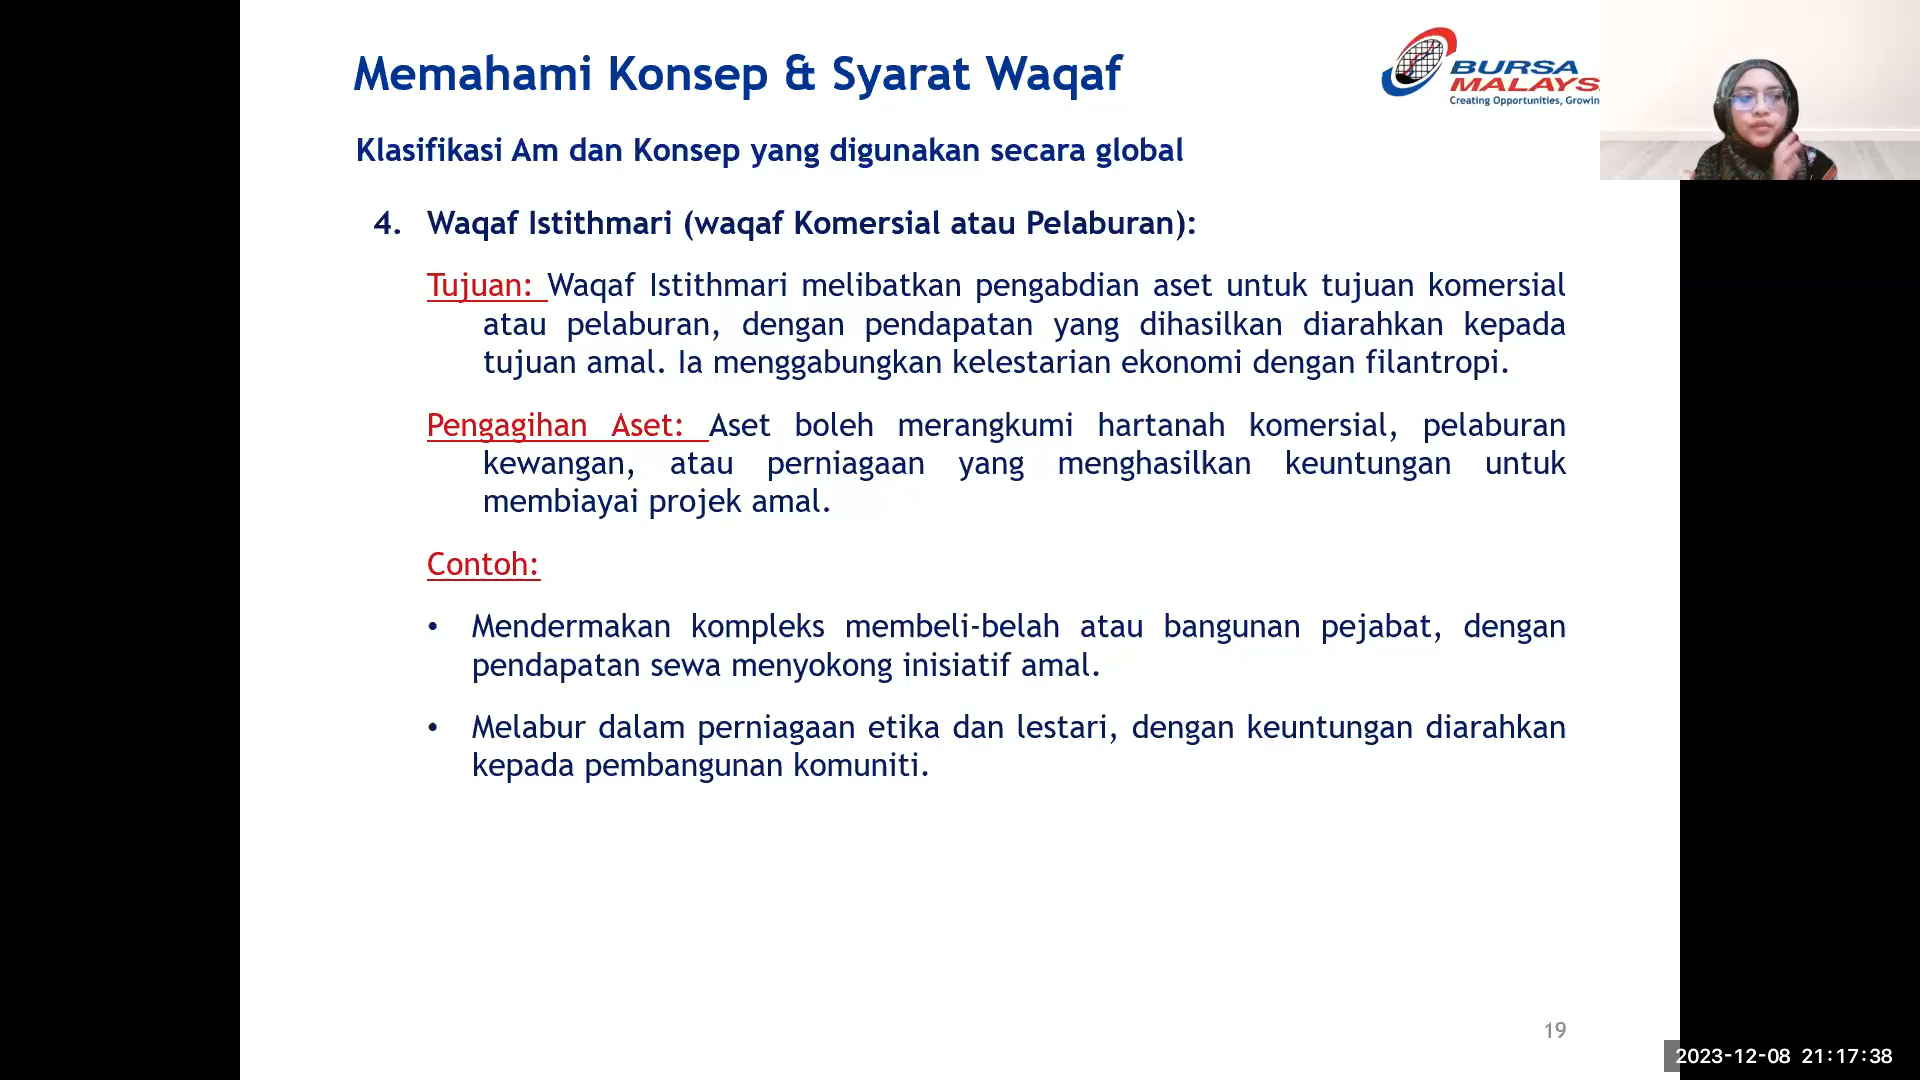 Memahami Konsep & Syarat Waqaf
BURSA
MALAYS
Creating Opportunities, Growin
Klasifikasi Am dan Konsep yang digunakan secara global
4. Waqaf Istithmari (waqaf Komersial atau Pelaburan):
Tujuan: Waqaf Istithmari melibatkan pengabdian aset untuk tujuan komersial
atau pelaburan, dengan pendapatan yang dihasilkan diarahkan kepada
tujuan amal. Ia menggabungkan kelestarian ekonomi dengan filantropi.
Pengagihan Aset: Aset boleh merangkumi hartanah komersial, pelaburan
kewangan, atau perniagaan yang menghasilkan keuntungan untuk
membiayai projek amal.
Contoh:
• Mendermakan kompleks membeli-belah atau bangunan pejabat, dengan
pendapatan sewa menyokong inisiatif amal.
• Melabur dalam perniagaan etika dan lestari, dengan keuntungan diarahkan
kepada pembangunan komuniti.
19
2023-12-08 21:17:38